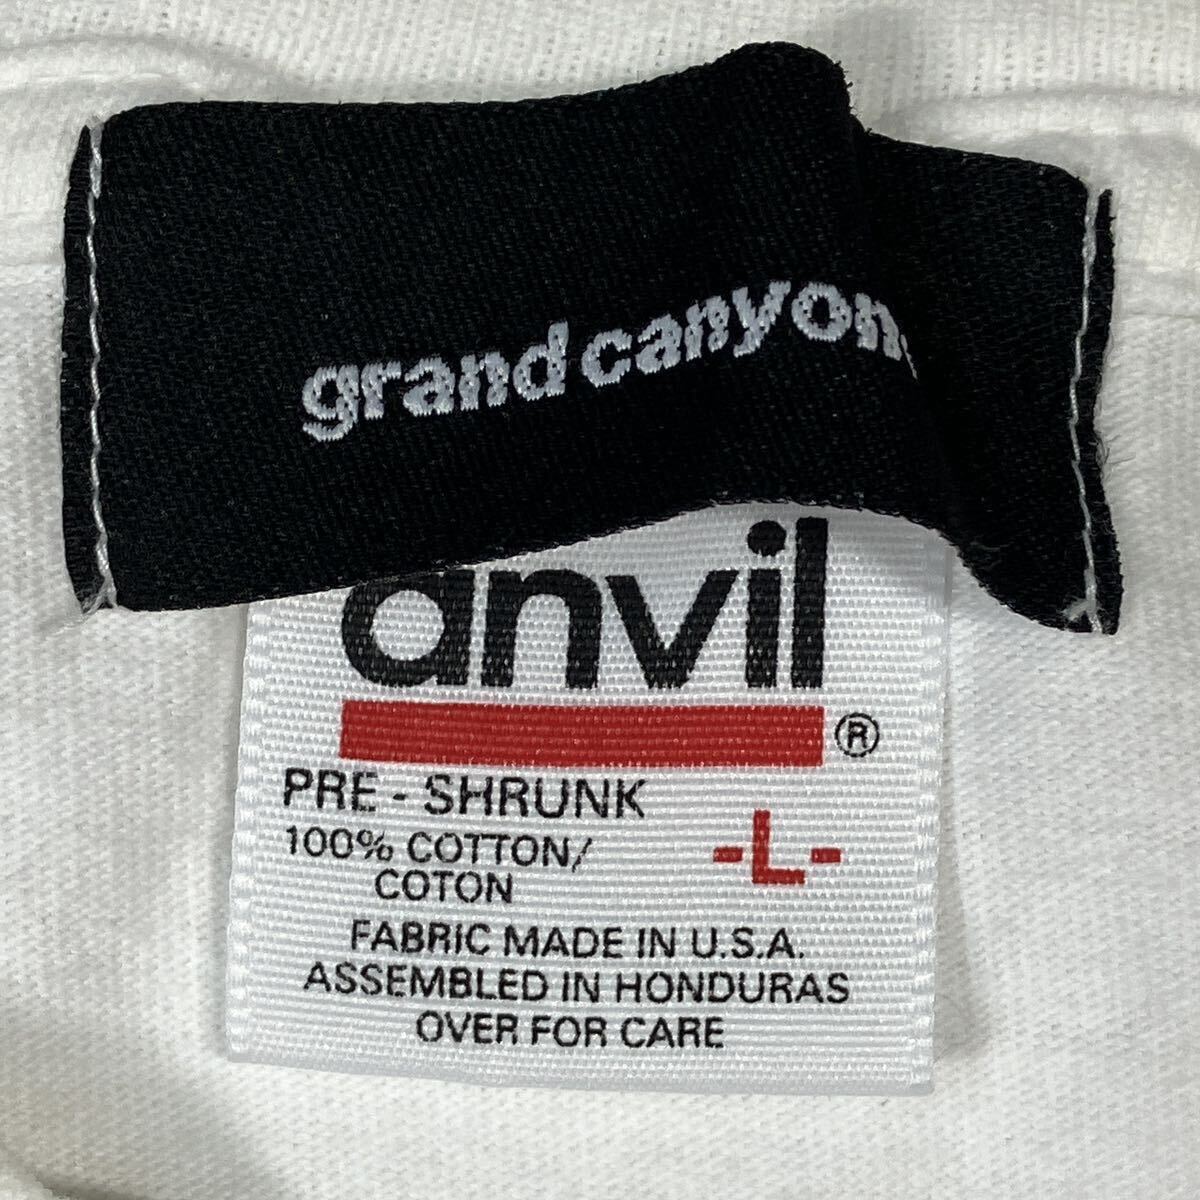 grand canyon
anvil
®
PRE - SHRUNK
100% COTTON/
COTON
-L-
FABRIC MADE IN U.S.A.
ASSEMBLED IN HONDURAS
OVER FOR CARE